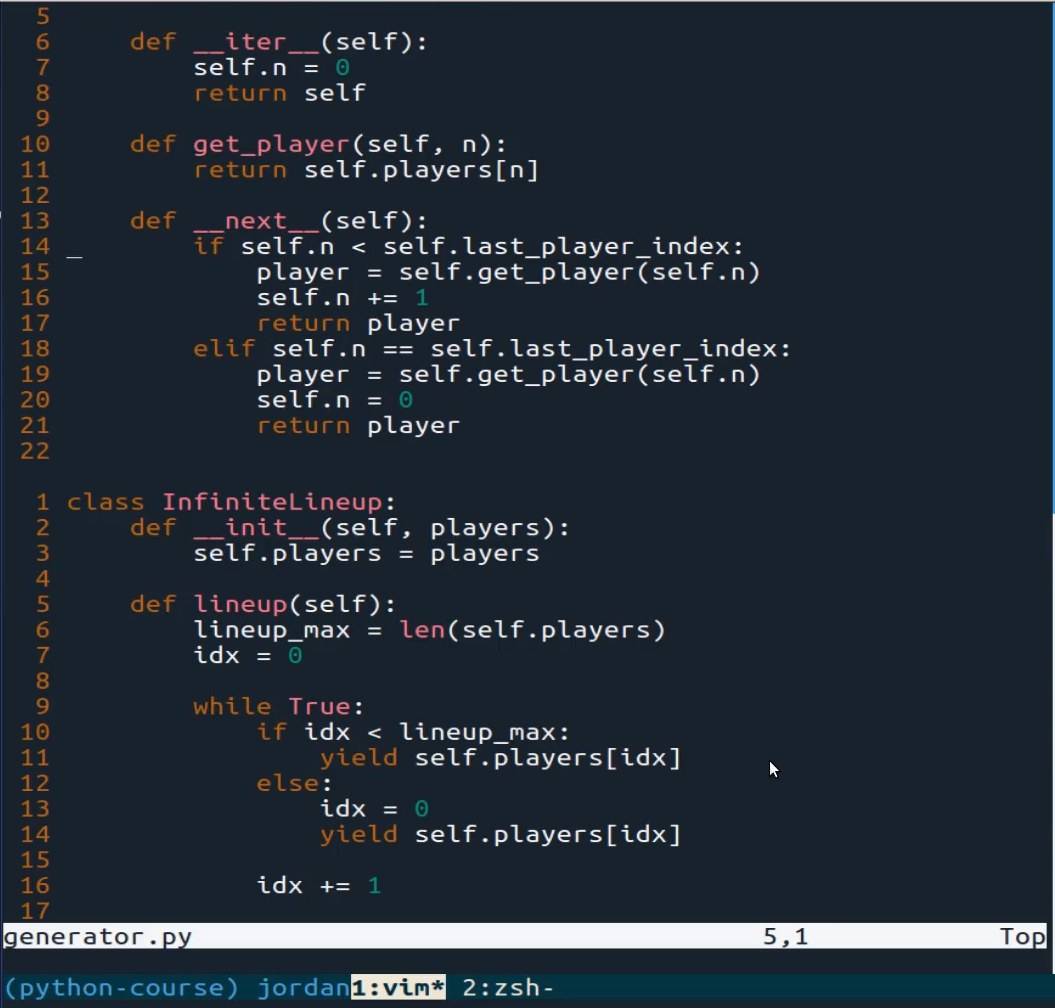 5
6     def __iter__(self):
7         self.n = 0
8         return self
9
10     def get_player(self, n):
11         return self.players[n]
12
13     def __next__(self):
14 _       if self.n < self.last_player_index:
15             player = self.get_player(self.n)
16             self.n += 1
17             return player
18         elif self.n == self.last_player_index:
19             player = self.get_player(self.n)
20             self.n = 0
21             return player
22
1 class InfiniteLineup:
2     def __init__(self, players):
3         self.players = players
4
5     def lineup(self):
6         lineup_max = len(self.players)
7         idx = 0
8
9         while True:
10             if idx < lineup_max:
11                 yield self.players[idx]
12             else:
13                 idx = 0
14                 yield self.players[idx]
15
16             idx += 1
17
generator.py 5,1 Top
(python-course) jordan1:vim* 2:zsh-